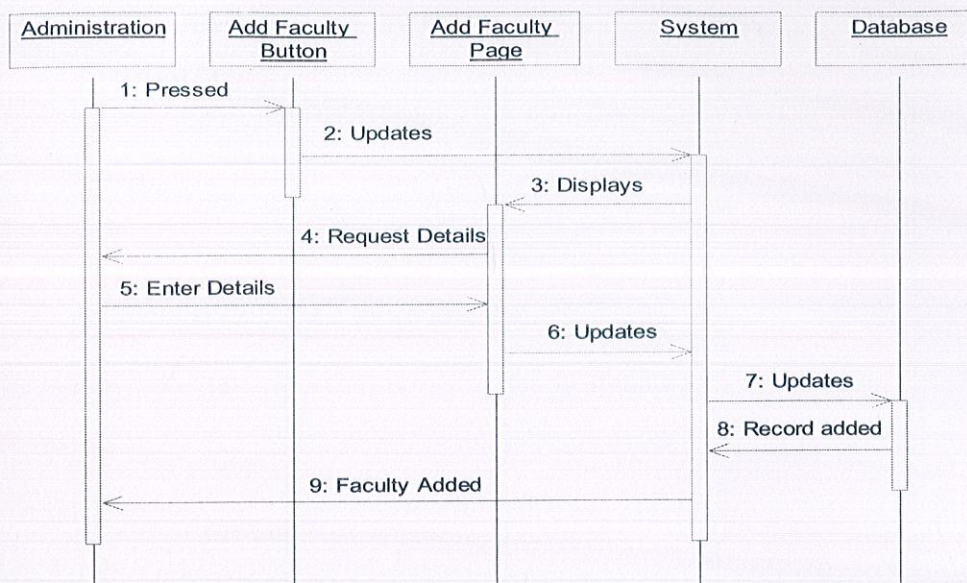 Administration
Add Faculty
Button
Add Faculty
Page
System
Database
1: Pressed
2: Updates
3: Displays
4: Request Details
5: Enter Details
6: Updates
7: Updates
8: Record added
9: Faculty Added